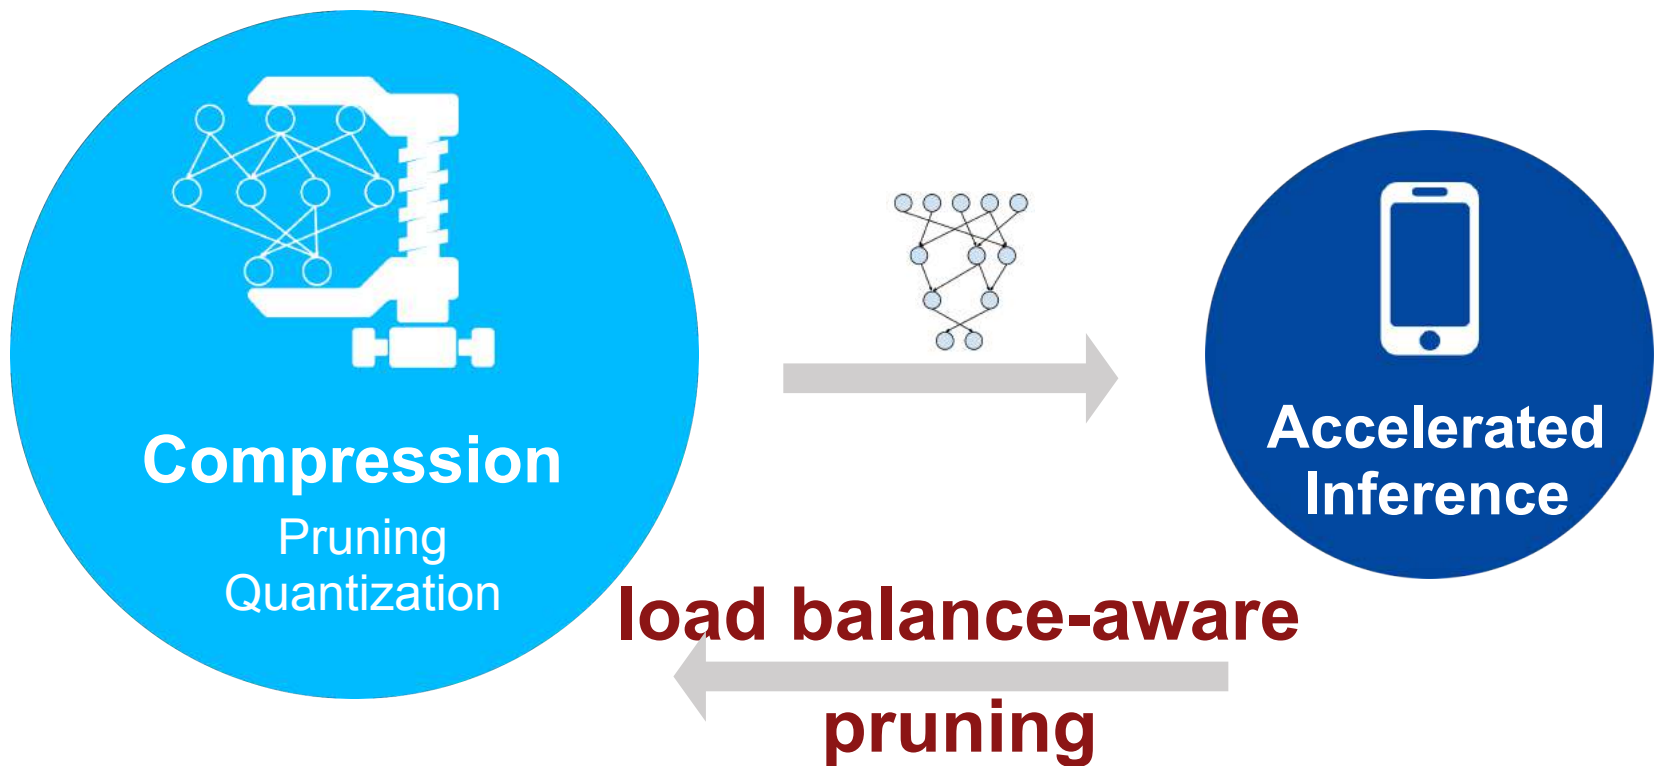 Compression
Pruning
Quantization
Accelerated
Inference
load balance-aware
pruning